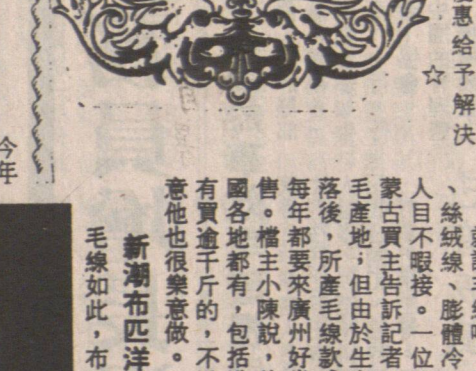 惠给予解決
☆
、絲絨線、膨體冷
人目不暇接。一位
蒙古買主告訴記者
毛產地；但由於生
落後，所產毛線款
每年都要來廣州好
售。檔主小陳說，
國各地都有，包括
有買逾千斤的，不
意他也很樂意做。
新潮布匹洋
毛線如此，布
今年